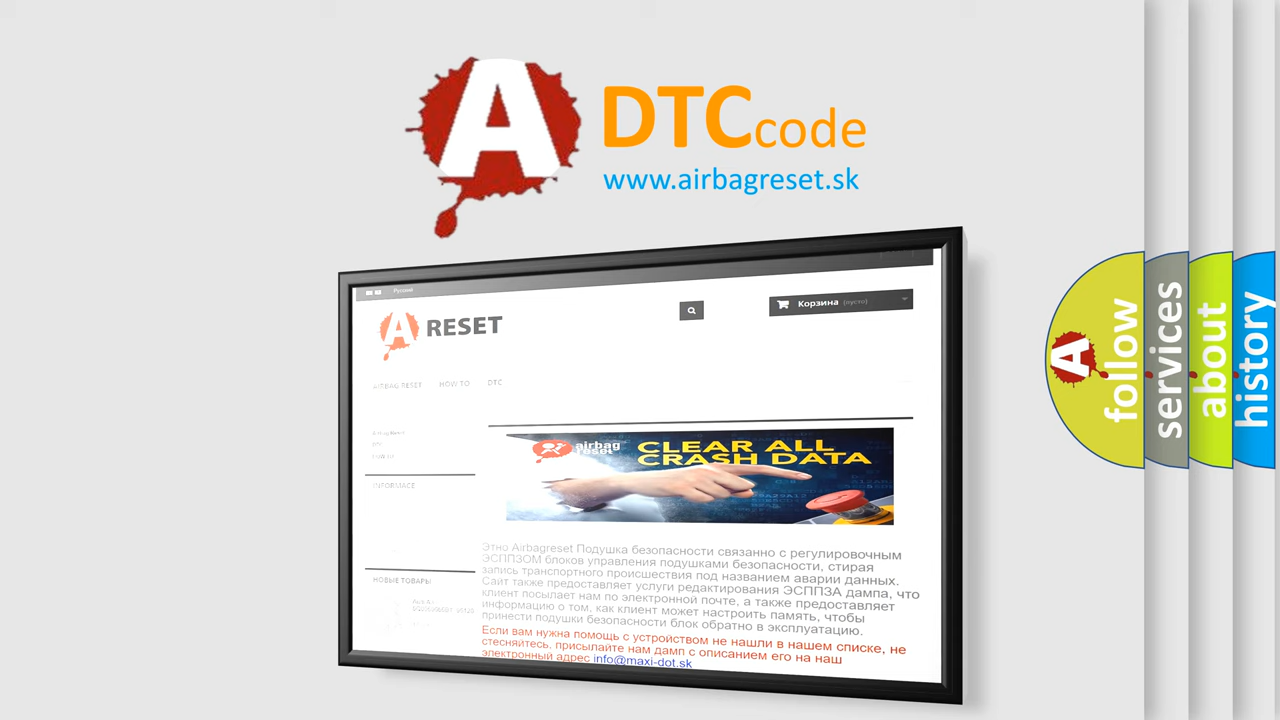 A
DTCcode
www.airbagreset.sk
Русский
A RESET
Корзина (пусто)
AIRBAG RESET HOW TO DTC
INFORMACE
airbag
reset
CLEAR ALL
CRASH DATA
Этно Airbagreset Подушка безопасности связанно с регулировочным
ЭСППЗОМ блоков управления подушками безопасности, стирая
запись транспортного происшествия под названием аварии данных.
Сайт также предоставляет услуги редактирования ЭСППЗА дампа, что
клиент посылает нам по электронной почте, а также предоставляет
информацию о том, как клиент может настроить память, чтобы
принести подушки безопасности блок обратно в эксплуатацию.
Если вам нужна помощь с устройством не нашли в нашем списке, не
стесняйтесь, присылайте нам дамп с описанием его на наш
электронный адрес info@maxi-dot.sk
НОВЫЕ ТОВАРЫ
A
follow
services
about
history